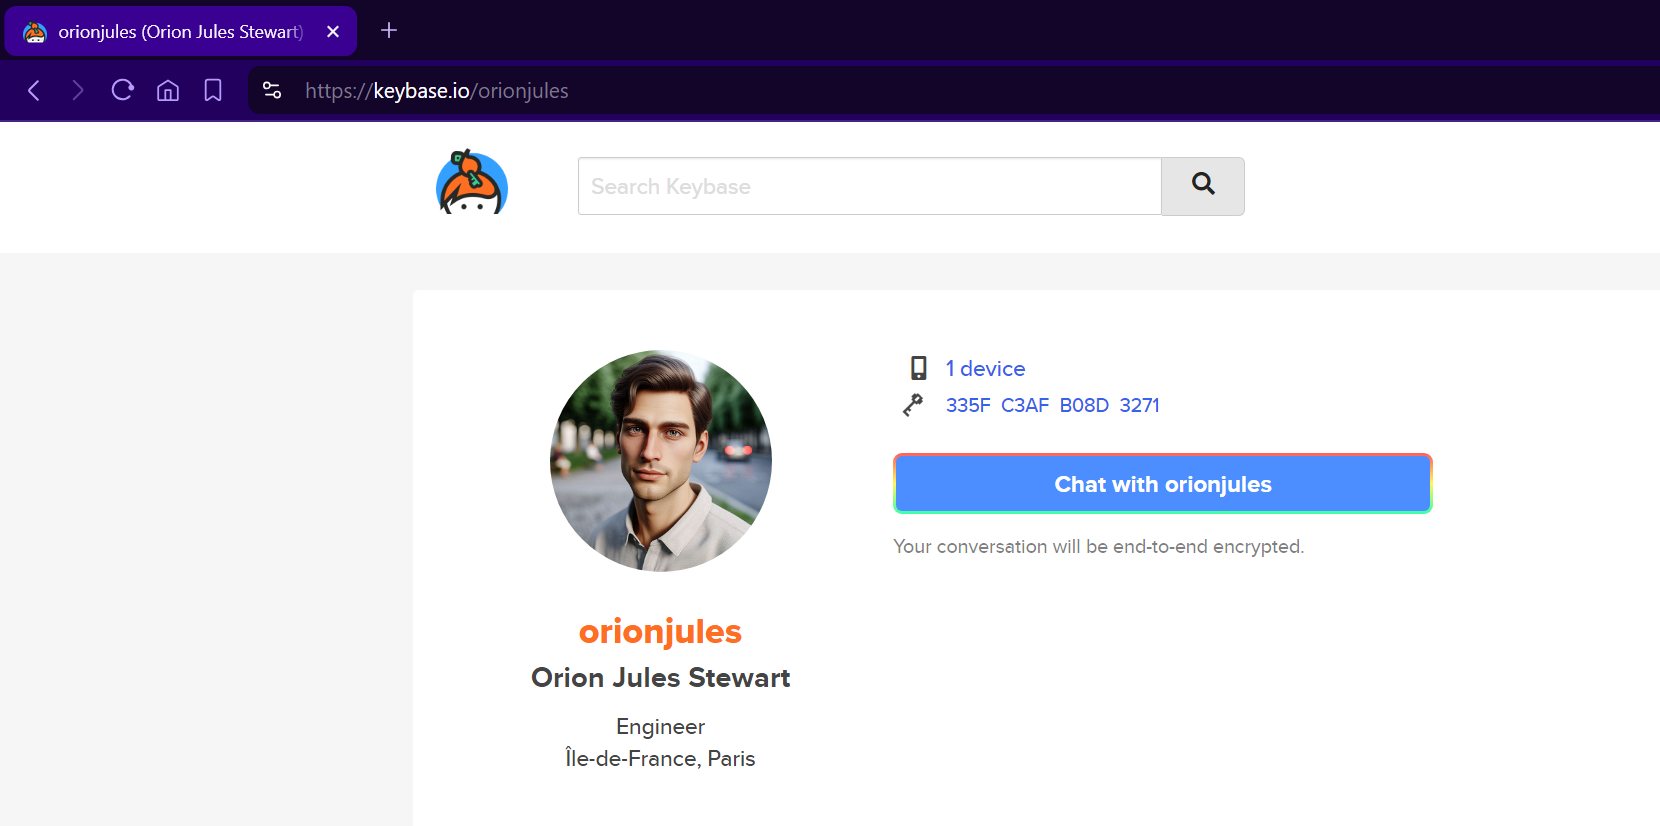 orionjules (Orion Jules Stewart)
https://keybase.io/orionjules
Search Keybase
1 device
335F C3AF B08D 3271
Chat with orionjules
Your conversation will be end-to-end encrypted.
orionjules
Orion Jules Stewart
Engineer
Île-de-France, Paris